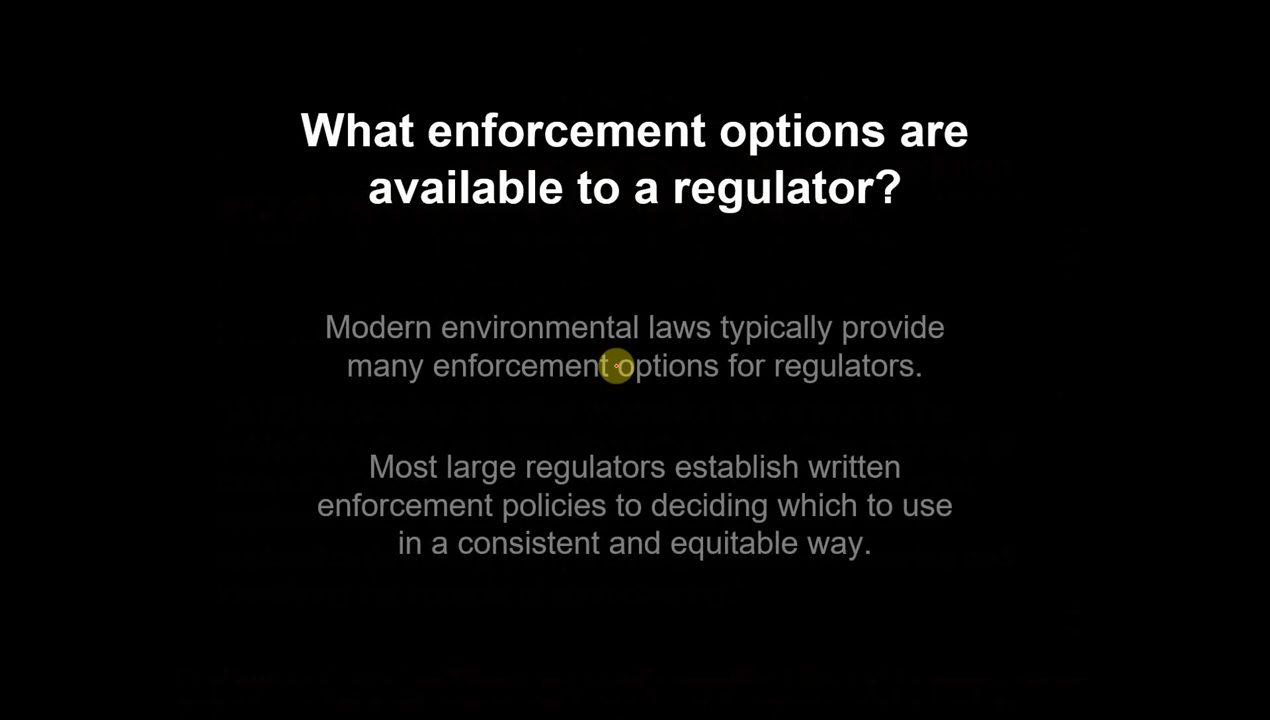 What enforcement options are
available to a regulator?
Modern environmental laws typically provide
many enforcement options for regulators.
Most large regulators establish written
enforcement policies to deciding which to use
in a consistent and equitable way.